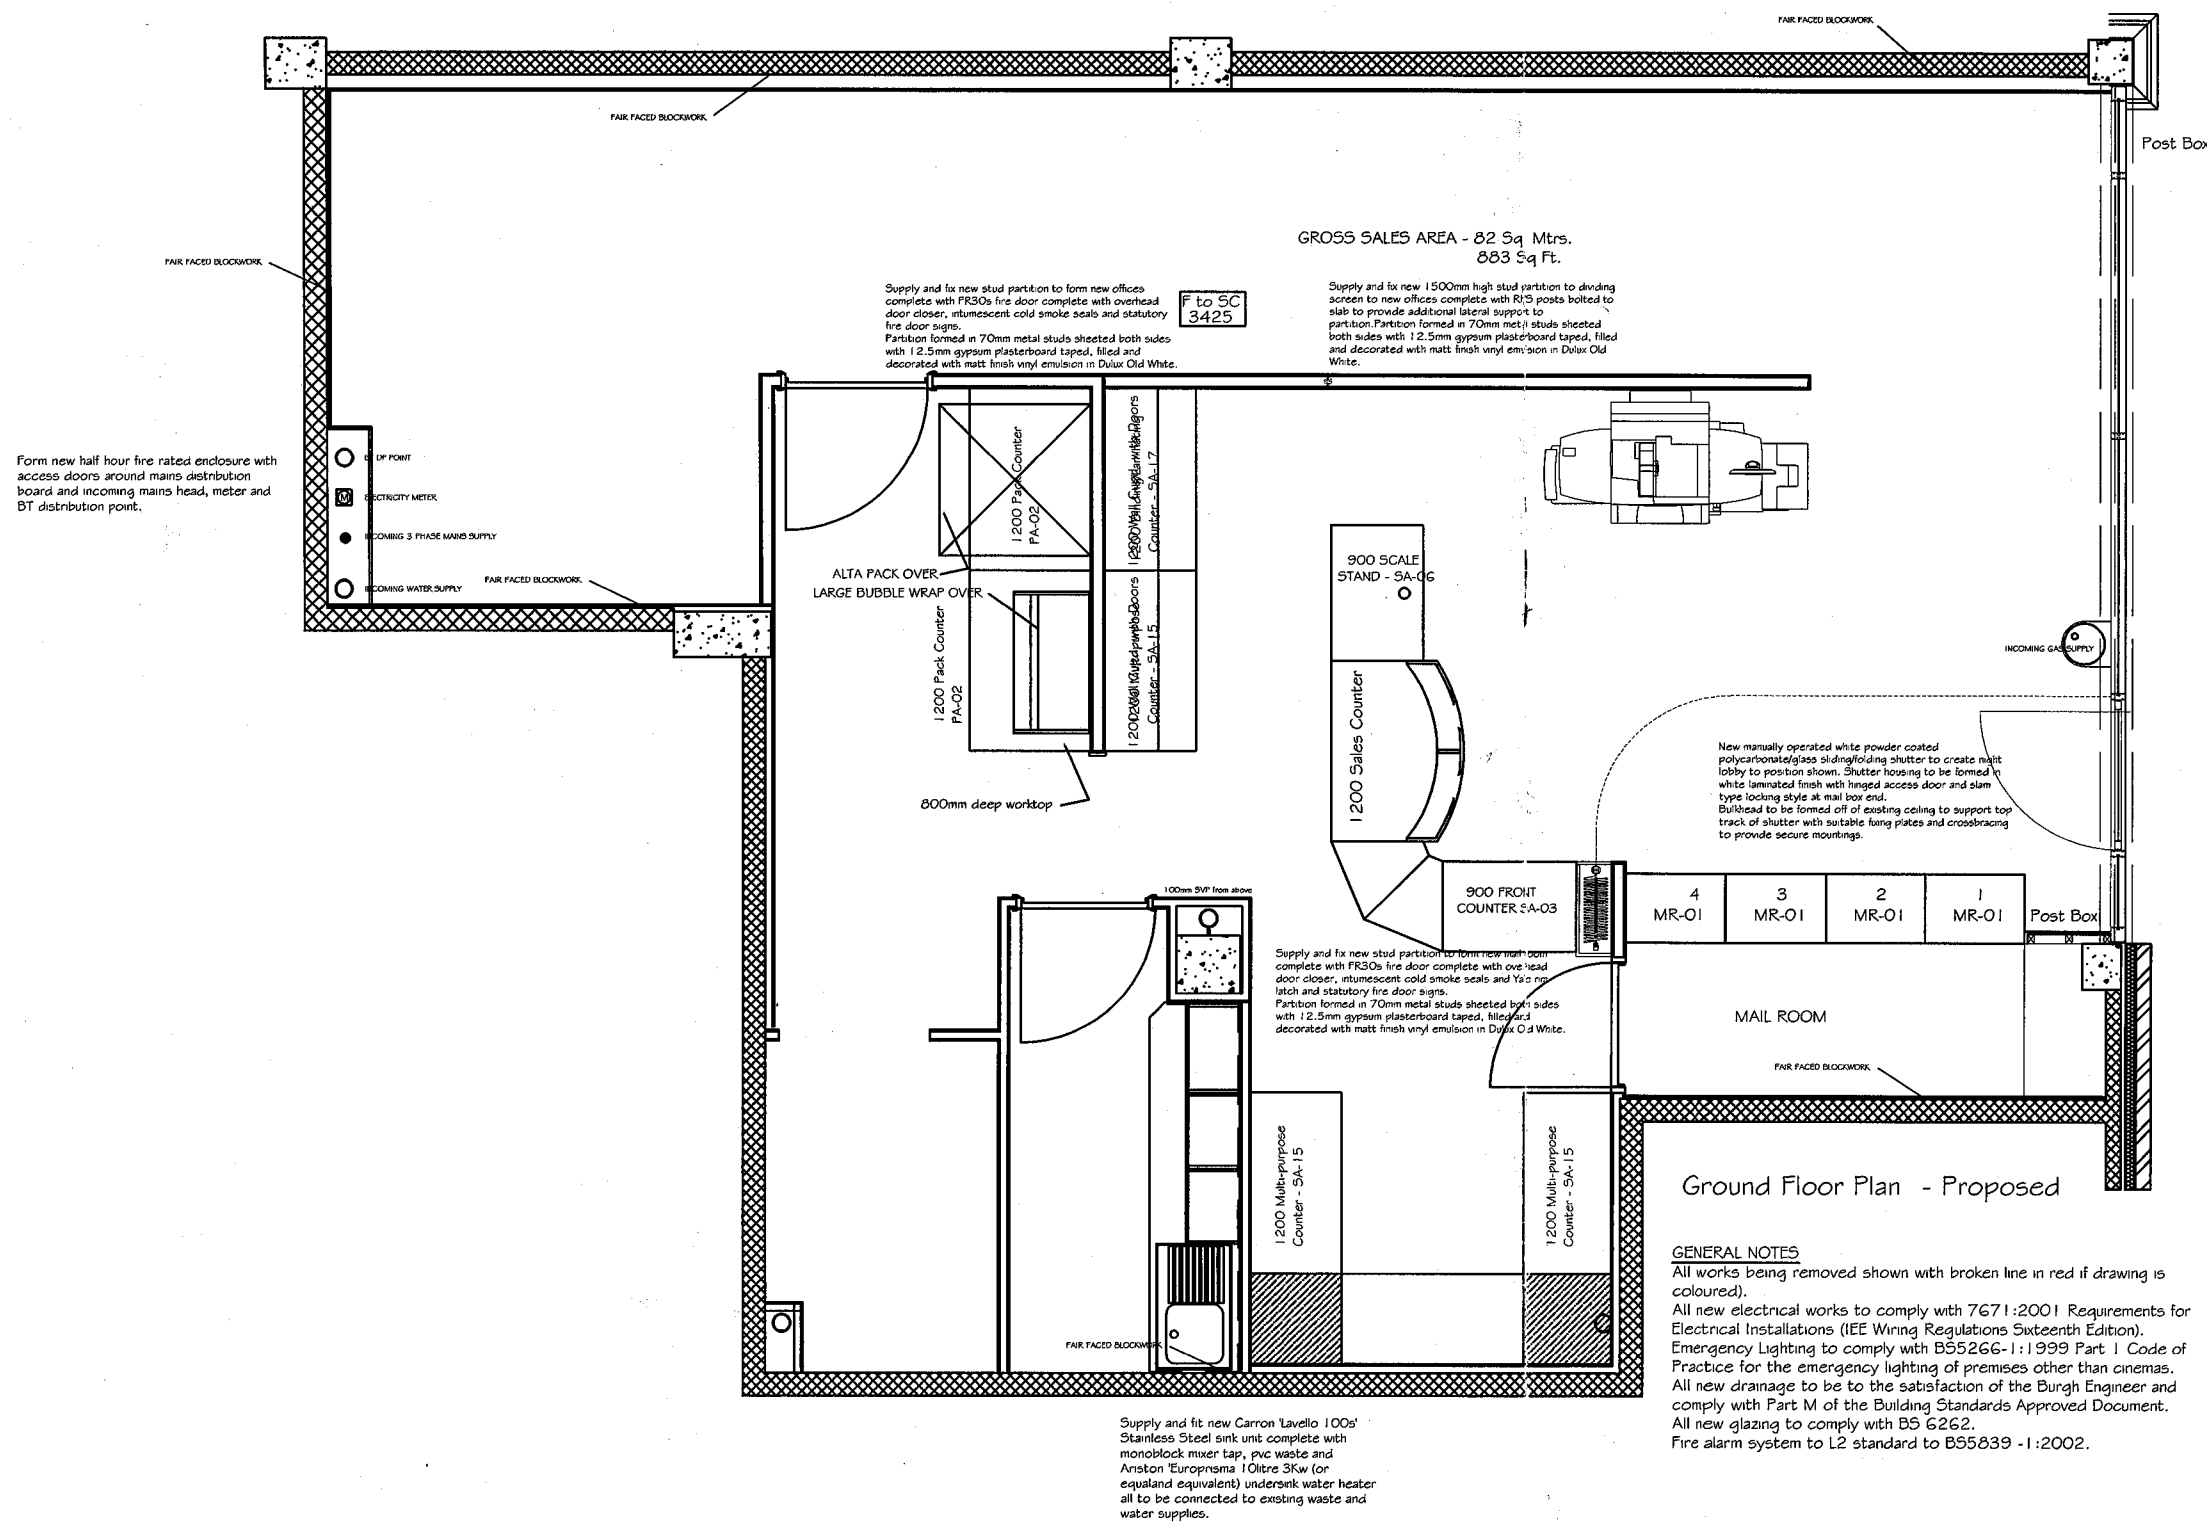 FAIR FACED BLOCKWORK
FAIR FACED BLOCKWORK
Post Box
GROSS SALES AREA - 82 Sq Mtrs.
883 Sq Ft.
FAIR FACED BLOCKWORK
Supply and fix new stud partition to form new offices
complete with FR30s fire door complete with overhead
door closer, intumescent cold smoke seals and statutory
fire door signs.
Partition formed in 70mm metal studs sheeted both sides
with 12.5mm gypsum plasterboard taped, filled and
decorated with matt finish vinyl emulsion in Dulux Old White.
F to SC
3425
Supply and fix new 1500mm high stud partition to dividing
screen to new offices complete with RHS posts bolted to
slab to provide additional lateral support to
partition.Partition formed in 70mm metal studs sheeted
both sides with 12.5mm gypsum plasterboard taped, filled
and decorated with matt finish vinyl emulsion in Dulux Old
White.
Form new half hour fire rated enclosure with
access doors around mains distribution
board and incoming mains head, meter and
BT distribution point.
BT DP POINT
M
ELECTRICITY METER
INCOMING 3 PHASE MAINS SUPPLY
INCOMING WATER SUPPLY
FAIR FACED BLOCKWORK
1200 Pack Counter
PA-02
Counter - SA-17
ALTA PACK OVER
LARGE BUBBLE WRAP OVER
1200 Pack Counter
PA-02
Counter - SA-15
800mm deep worktop
900 SCALE
STAND - SA-06
1200 Sales Counter
INCOMING GAS SUPPLY
New manually operated white powder coated
polycarbonate/glass sliding/folding shutter to create night
lobby to position shown. Shutter housing to be formed in
white laminated finish with hinged access door and slam
type locking style at mail box end.
Bulkhead to be formed off of existing ceiling to support top
track of shutter with suitable fixing plates and crossbracing
to provide secure mountings.
100mm SVP from above
900 FRONT
COUNTER SA-03
4
MR-01
3
MR-01
2
MR-01
1
MR-01
Post Box
Supply and fix new stud partition to form new mail room
complete with FR30s fire door complete with overhead
door closer, intumescent cold smoke seals and Yale rim
latch and statutory fire door signs.
Partition formed in 70mm metal studs sheeted both sides
with 12.5mm gypsum plasterboard taped, filled and
decorated with matt finish vinyl emulsion in Dulux Old White.
MAIL ROOM
FAIR FACED BLOCKWORK
1200 Multi-purpose
Counter - SA-15
1200 Multi-purpose
Counter - SA-15
FAIR FACED BLOCKWORK
Ground Floor Plan - Proposed
GENERAL NOTES
All works being removed shown with broken line in red if drawing is
coloured).
All new electrical works to comply with 7671:2001 Requirements for
Electrical Installations (IEE Wiring Regulations Sixteenth Edition).
Emergency Lighting to comply with BS5266-1:1999 Part 1 Code of
Practice for the emergency lighting of premises other than cinemas.
All new drainage to be to the satisfaction of the Burgh Engineer and
comply with Part M of the Building Standards Approved Document.
All new glazing to comply with BS 6262.
Fire alarm system to L2 standard to BS5839 -1:2002.
Supply and fit new Carron 'Lavello 100s'
Stainless Steel sink unit complete with
monoblock mixer tap, pvc waste and
Ariston 'Europrisma 10litre 3Kw (or
equaland equivalent) undersink water heater
all to be connected to existing waste and
water supplies.